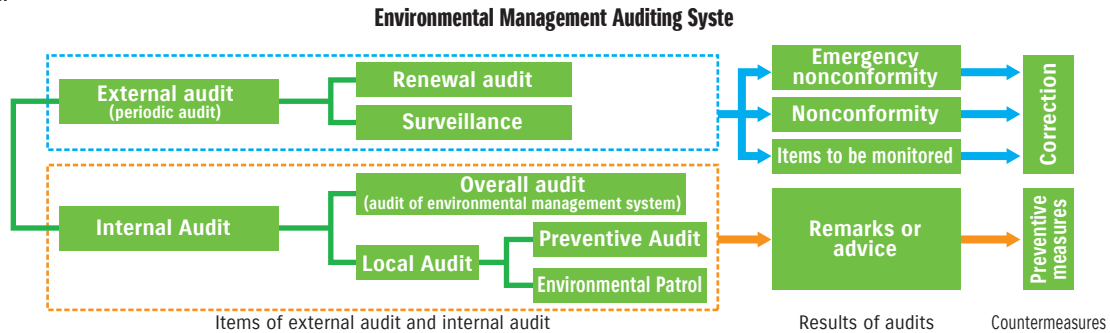 Environmental Management Auditing Syste
External audit
(periodic audit)
Renewal audit
Surveillance
Internal Audit
Overall audit
(audit of environmental management system)
Local Audit
Preventive Audit
Environmental Patrol
Emergency
nonconformity
Nonconformity
Items to be monitored
Remarks or
advice
Correction
Preventive
measures
Items of external audit and internal audit
Results of audits
Countermeasures